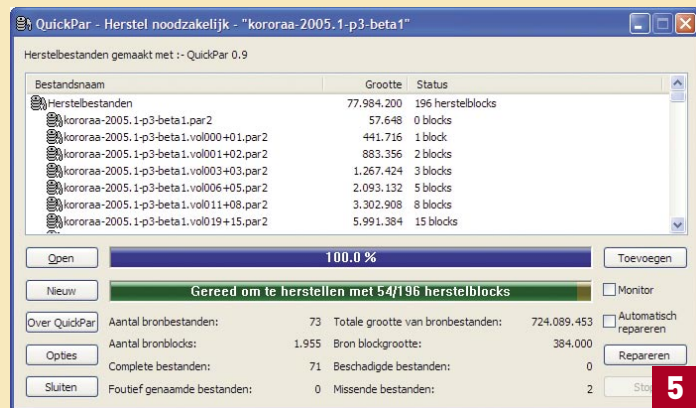 QuickPar - Herstel noodzakelijk - "kororaa-2005.1-p3-beta1"
Herstelbestanden gemaakt met :- QuickPar 0.9
Bestandsnaam Grootte Status
Herstelbestanden 77.984.200 196 herstelblocks
kororaa-2005.1-p3-beta1.par2 57.648 0 blocks
kororaa-2005.1-p3-beta1.vol000+01.par2 441.716 1 block
kororaa-2005.1-p3-beta1.vol001+02.par2 883.356 2 blocks
kororaa-2005.1-p3-beta1.vol003+03.par2 1.267.424 3 blocks
kororaa-2005.1-p3-beta1.vol006+05.par2 2.093.132 5 blocks
kororaa-2005.1-p3-beta1.vol011+08.par2 3.302.908 8 blocks
kororaa-2005.1-p3-beta1.vol019+15.par2 5.991.384 15 blocks
Open 100.0 % Toevoegen
Nieuw Gereed om te herstellen met 54/196 herstelblocks Monitor
Over QuickPar Aantal bronbestanden: 73 Totale grootte van bronbestanden: 724.089.453 Automatisch repareren
Aantal bronblocks: 1.955 Bron blockgrootte: 384.000
Opties Complete bestanden: 71 Beschadigde bestanden: 0 Repareren
Sluiten Foutief genaamde bestanden: 0 Missende bestanden: 2
5